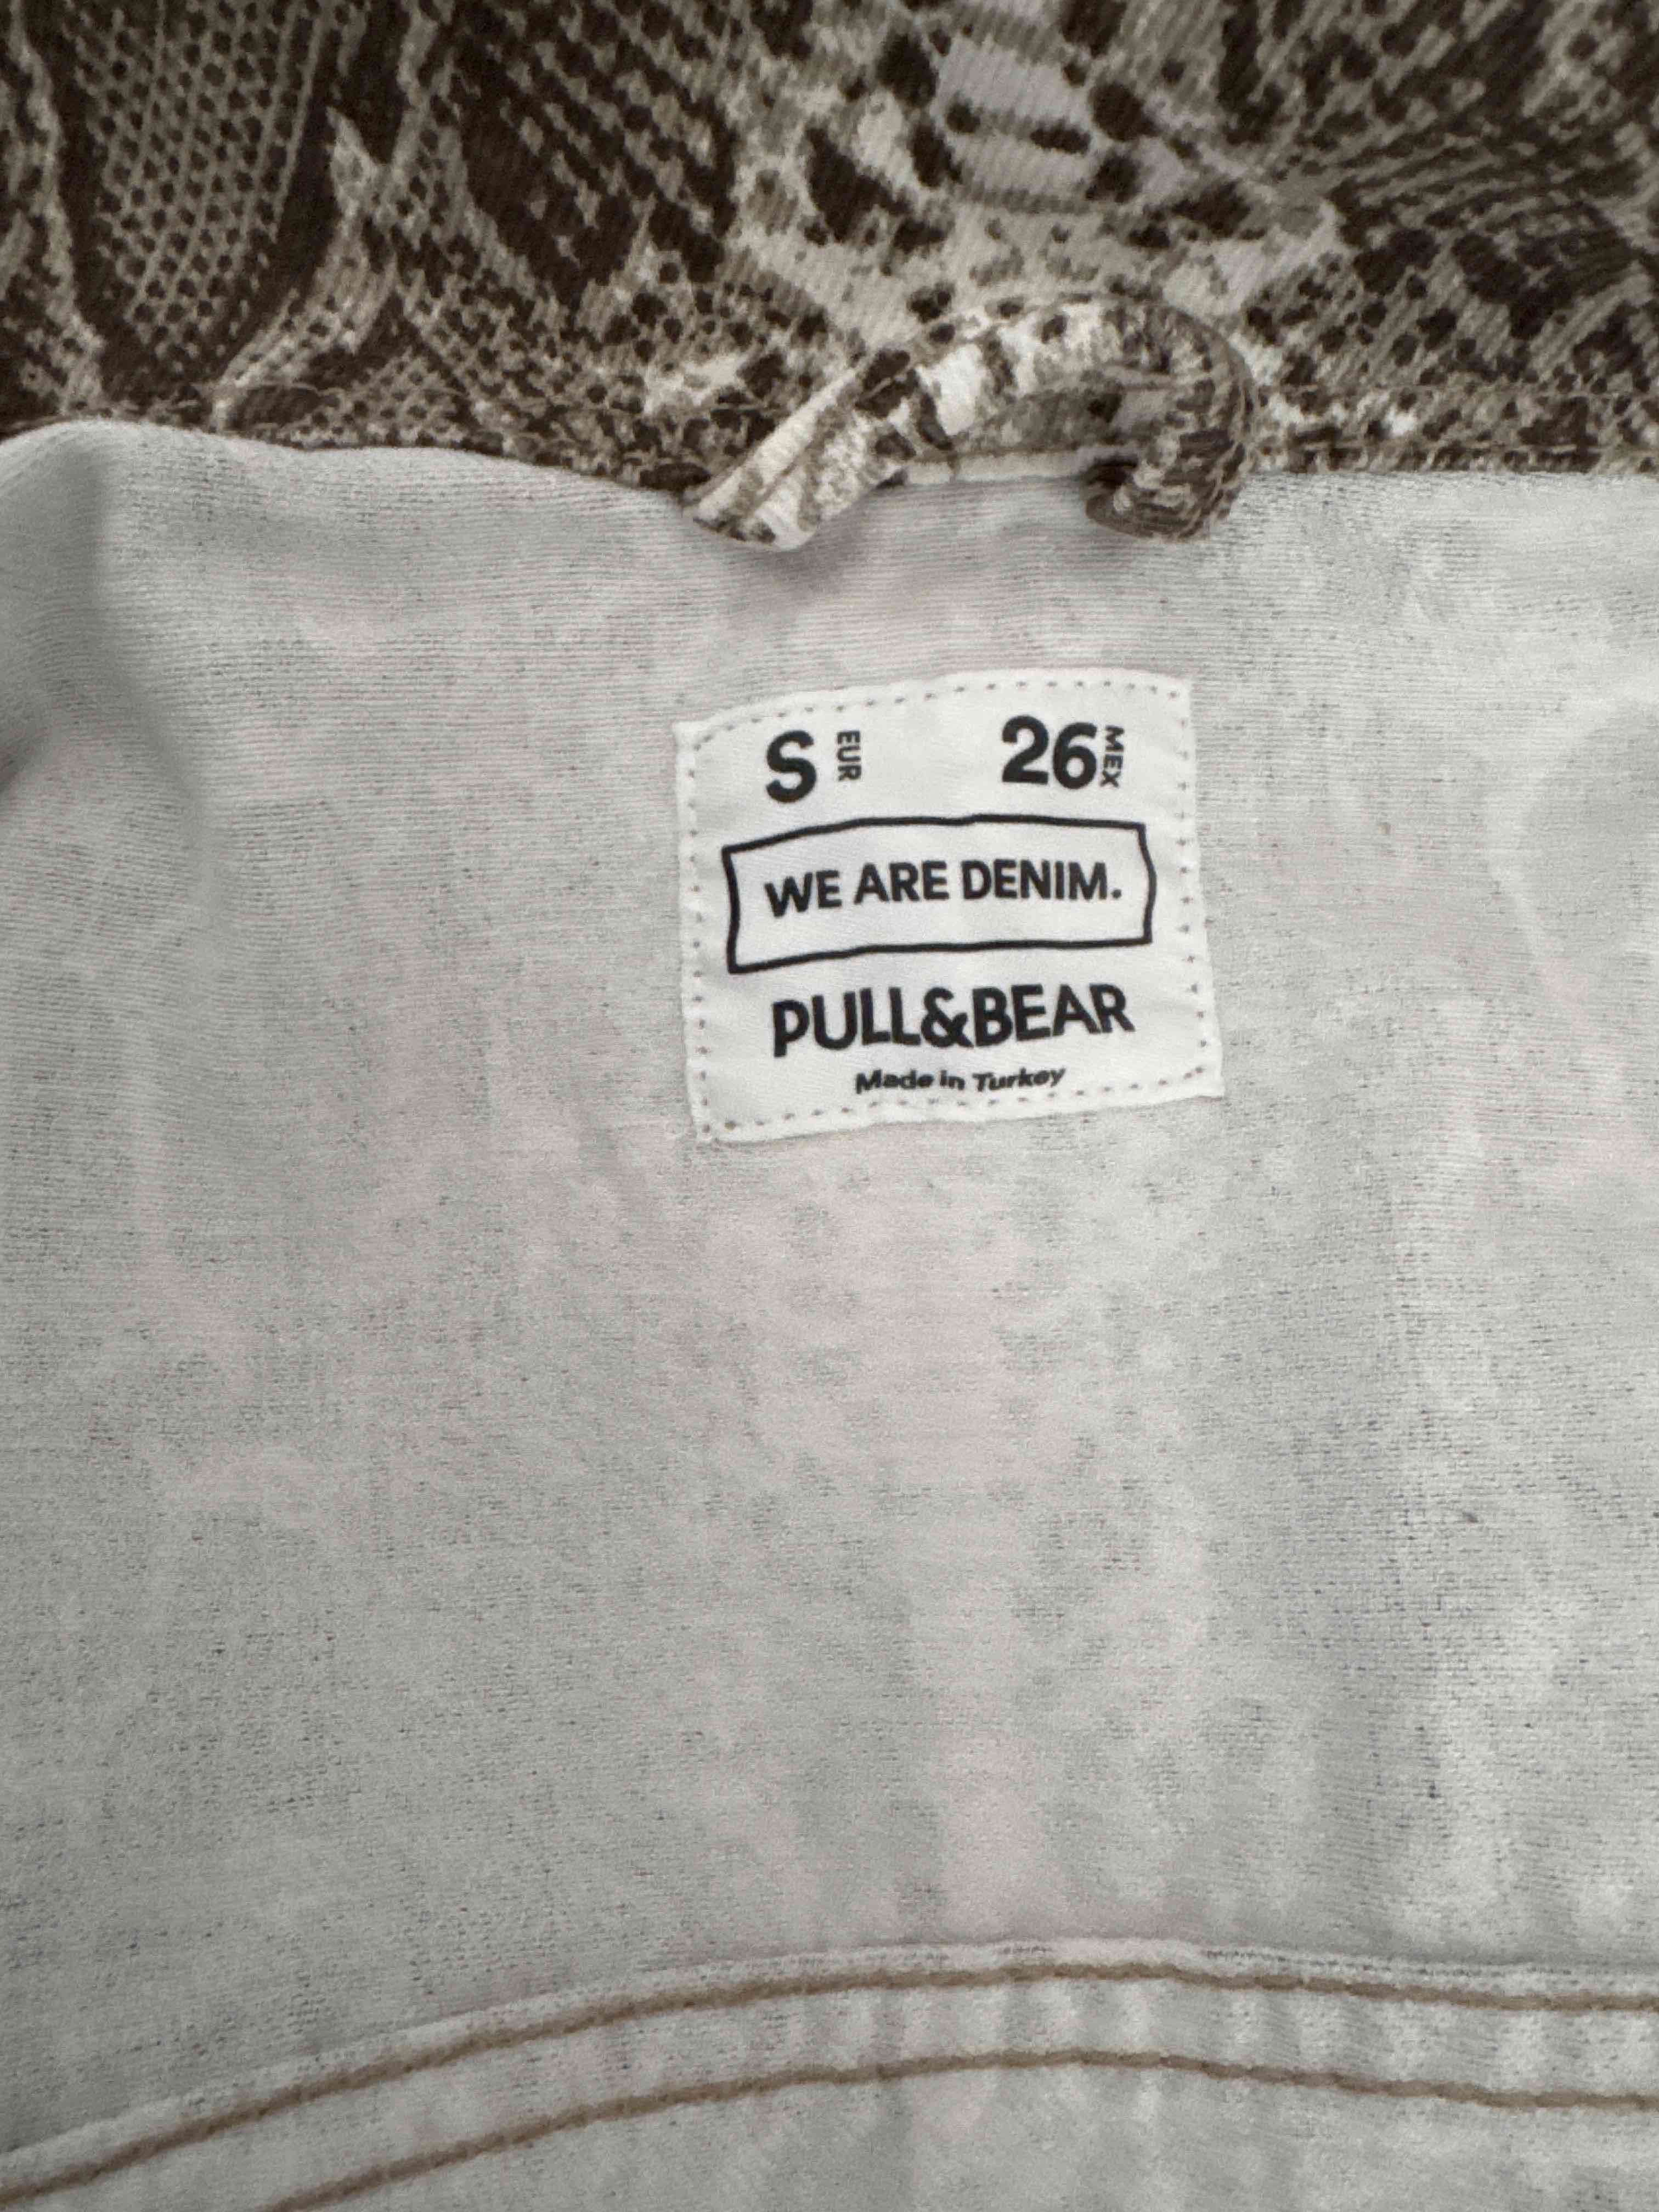 S EUR 26 MEX
WE ARE DENIM.
PULL&BEAR
Made in Turkey